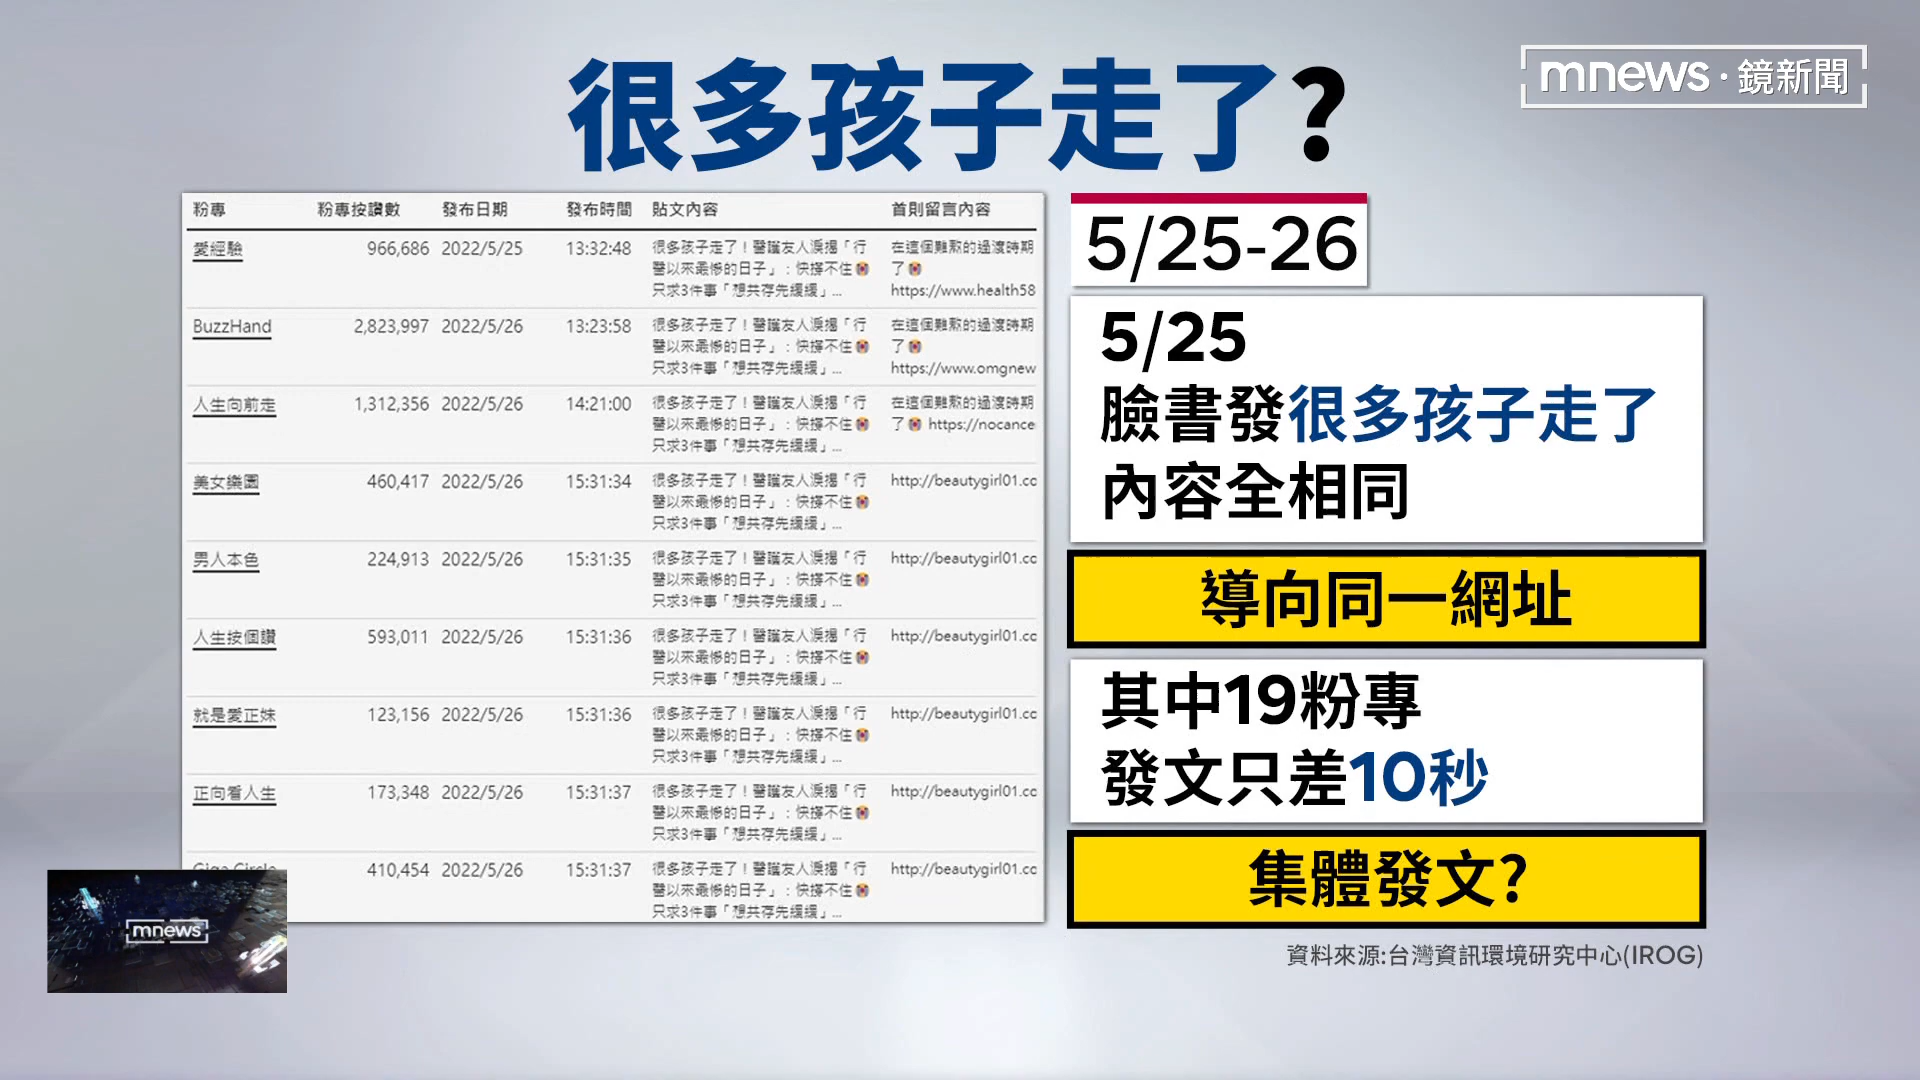 很多孩子走了?
mnews·鏡新聞
粉專 粉專按讚數 發布日期 發布時間 貼文內容 首則留言內容
愛經驗 966,686 2022/5/25 13:32:48 很多孩子走了！醫護友人淚揭「行 在這個難熬的過渡時期
醫以來最慘的日子」：快撐不住 了
只求3件事「想共存先緩緩」... https://www.health58
BuzzHand 2,823,997 2022/5/26 13:23:58 很多孩子走了！醫護友人淚揭「行 在這個難熬的過渡時期
醫以來最慘的日子」：快撐不住 了
只求3件事「想共存先緩緩」... https://www.omgnew
人生向前走 1,312,356 2022/5/26 14:21:00 很多孩子走了！醫護友人淚揭「行 在這個難熬的過渡時期
醫以來最慘的日子」：快撐不住 了 https://nocance
只求3件事「想共存先緩緩」...
美女樂園 460,417 2022/5/26 15:31:34 很多孩子走了！醫護友人淚揭「行 http://beautygirl01.co
醫以來最慘的日子」：快撐不住
只求3件事「想共存先緩緩」...
男人本色 224,913 2022/5/26 15:31:35 很多孩子走了！醫護友人淚揭「行 http://beautygirl01.co
醫以來最慘的日子」：快撐不住
只求3件事「想共存先緩緩」...
人生按個讚 593,011 2022/5/26 15:31:36 很多孩子走了！醫護友人淚揭「行 http://beautygirl01.co
醫以來最慘的日子」：快撐不住
只求3件事「想共存先緩緩」...
就是愛正妹 123,156 2022/5/26 15:31:36 很多孩子走了！醫護友人淚揭「行 http://beautygirl01.co
醫以來最慘的日子」：快撐不住
只求3件事「想共存先緩緩」...
正向看人生 173,348 2022/5/26 15:31:37 很多孩子走了！醫護友人淚揭「行 http://beautygirl01.co
醫以來最慘的日子」：快撐不住
只求3件事「想共存先緩緩」...
410,454 2022/5/26 15:31:37 很多孩子走了！醫護友人淚揭「行 http://beautygirl01.co
醫以來最慘的日子」：快撐不住
只求3件事「想共存先緩緩」...
5/25-26
5/25
臉書發很多孩子走了
內容全相同
導向同一網址
其中19粉專
發文只差10秒
集體發文?
資料來源:台灣資訊環境研究中心(IROG)
mnews